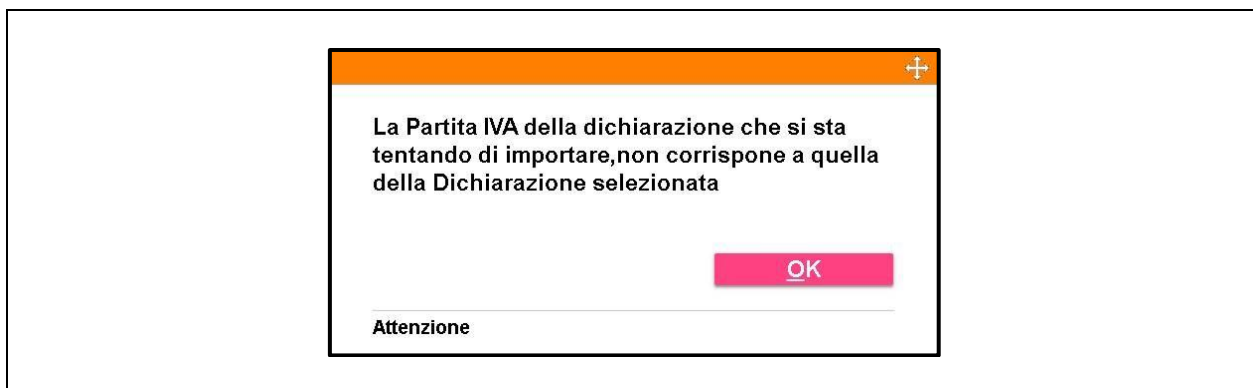 La Partita IVA della dichiarazione che si sta
tentando di importare,non corrispone a quella
della Dichiarazione selezionata
OK
Attenzione